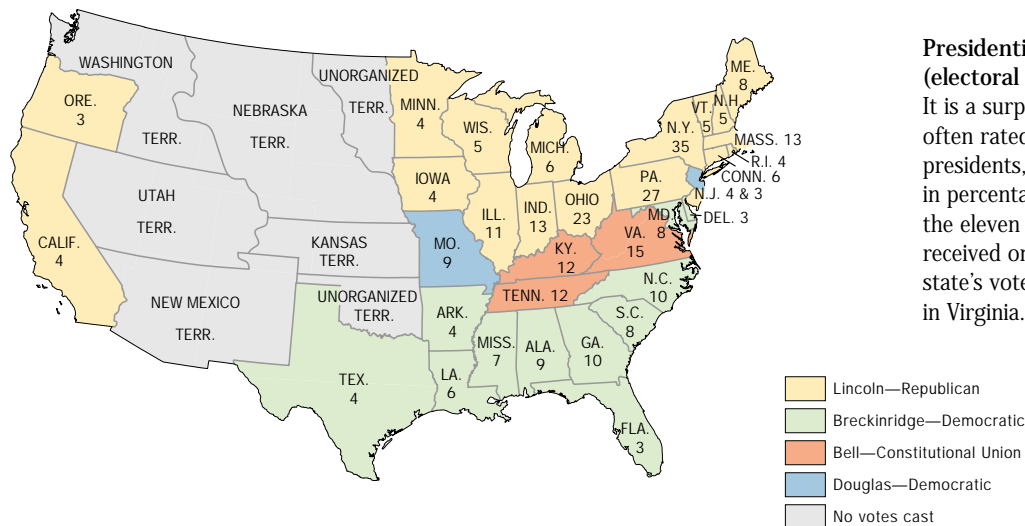 WASHINGTON
TERR.
ORE.
3
CALIF.
4
UTAH
TERR.
NEBRASKA
TERR.
UNORGANIZED
TERR.
NEW MEXICO
TERR.
KANSAS
TERR.
UNORGANIZED
TERR.
TEX.
4
MINN.
4
IOWA
4
MO.
9
ARK.
4
LA.
6
WIS.
5
ILL.
11
MICH.
6
IND.
13
OHIO
23
KY.
12
TENN. 12
MISS.
7
ALA.
9
GA.
10
FLA.
3
S.C.
8
N.C.
10
VA.
15
MD.
8
DEL. 3
PA.
27
N.J. 4 & 3
N.Y.
35
CONN. 6
R.I. 4
MASS. 13
VT.
5
N.H.
5
ME.
8
Presidenti
(electoral
It is a surp
often rated
presidents,
in percenta
the eleven
received or
state's vote
in Virginia.
Lincoln—Republican
Breckinridge—Democratic
Bell—Constitutional Union
Douglas—Democratic
No votes cast